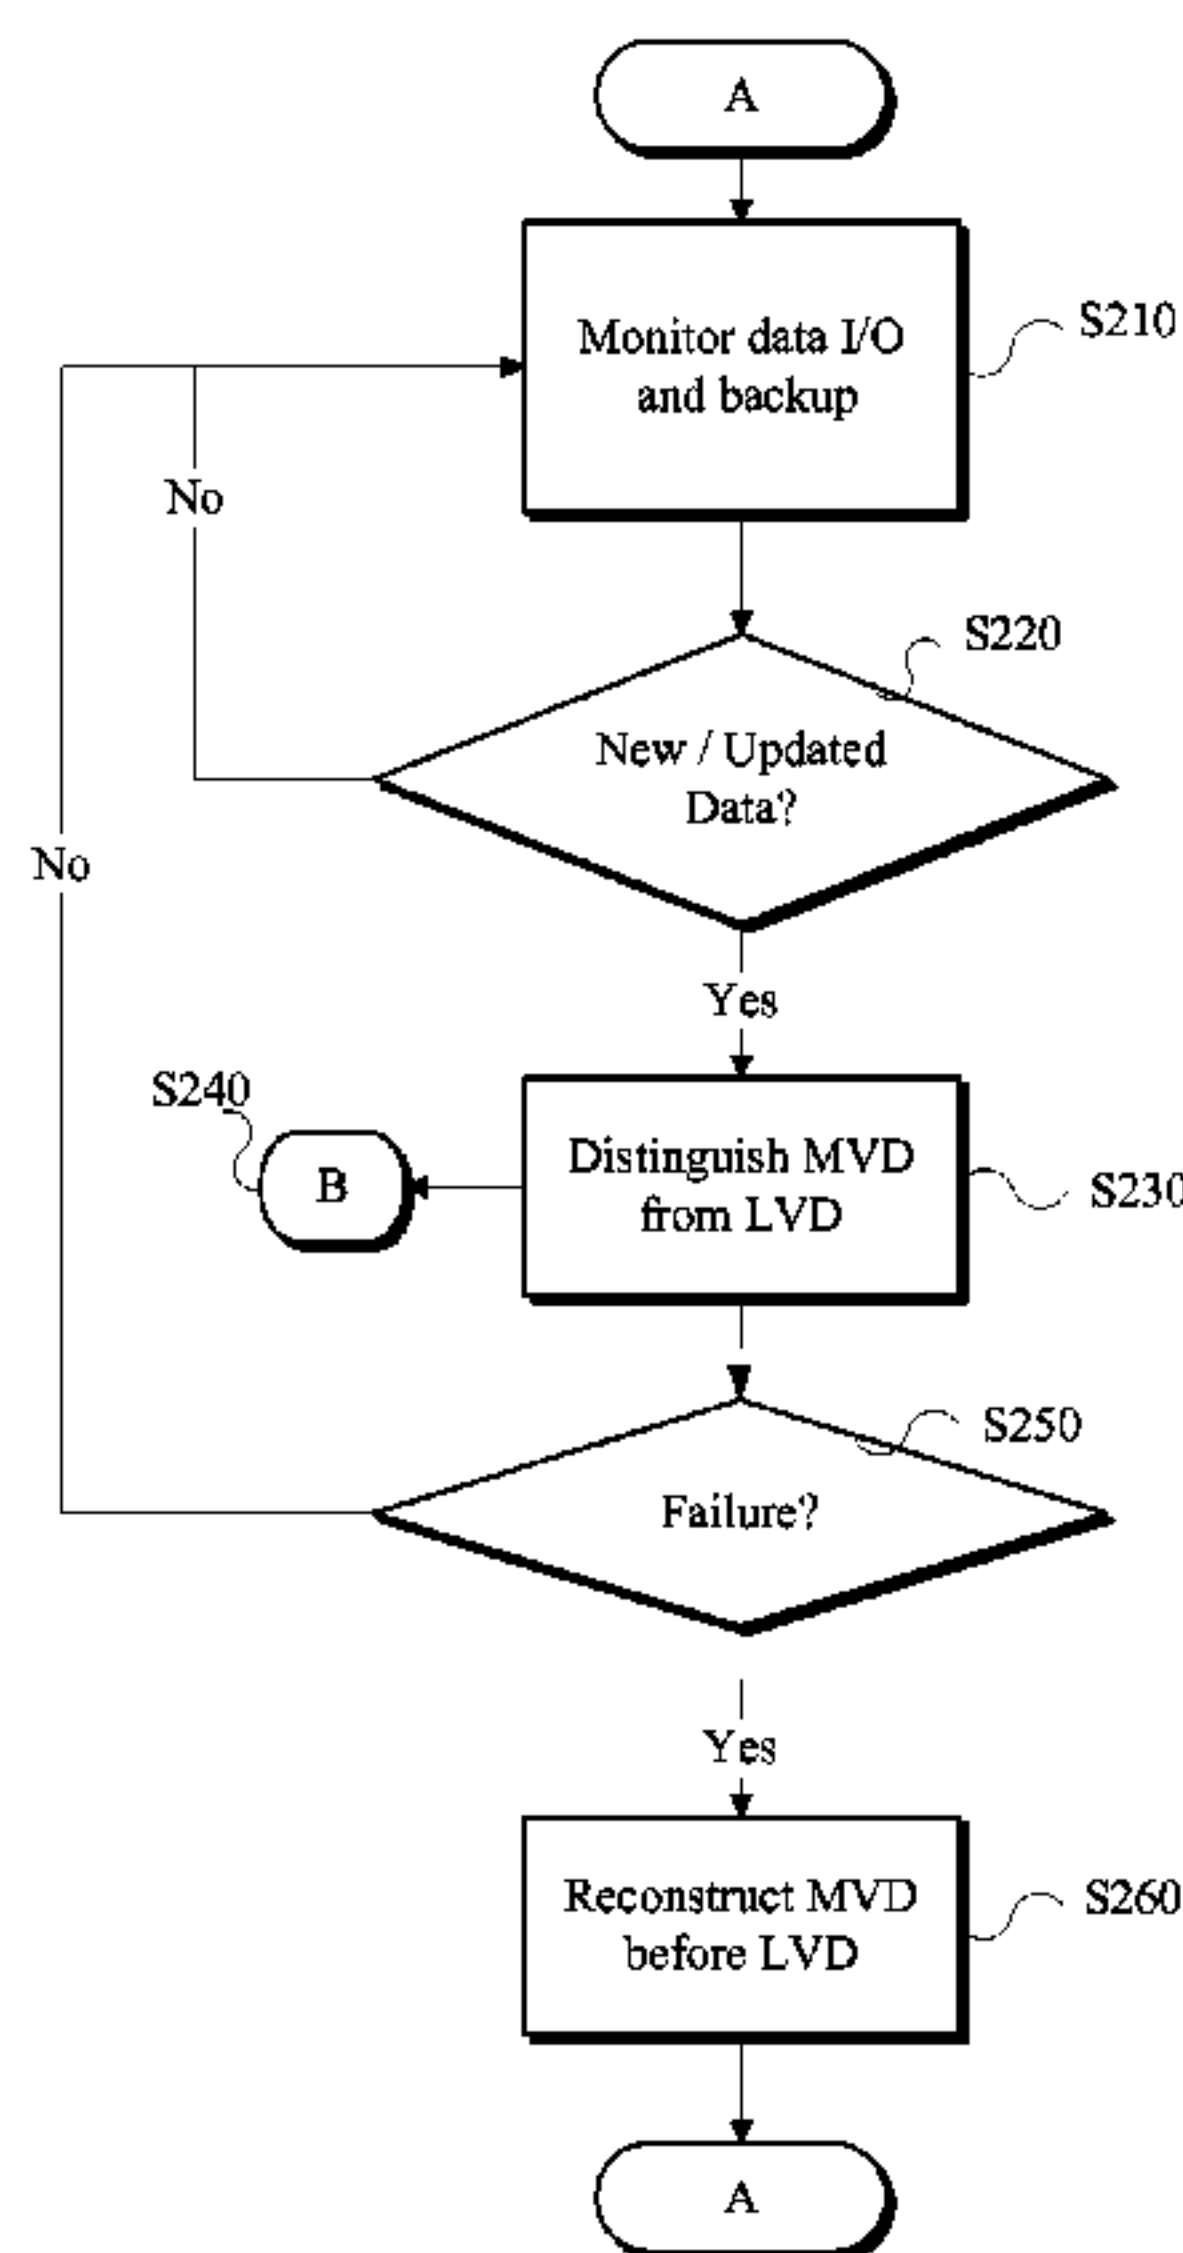 A
Monitor data I/O
and backup
S210
No
S220
New / Updated
Data?
No
Yes
S240
B
Distinguish MVD
from LVD
S230
S250
Failure?
Yes
Reconstruct MVD
before LVD
S260
A